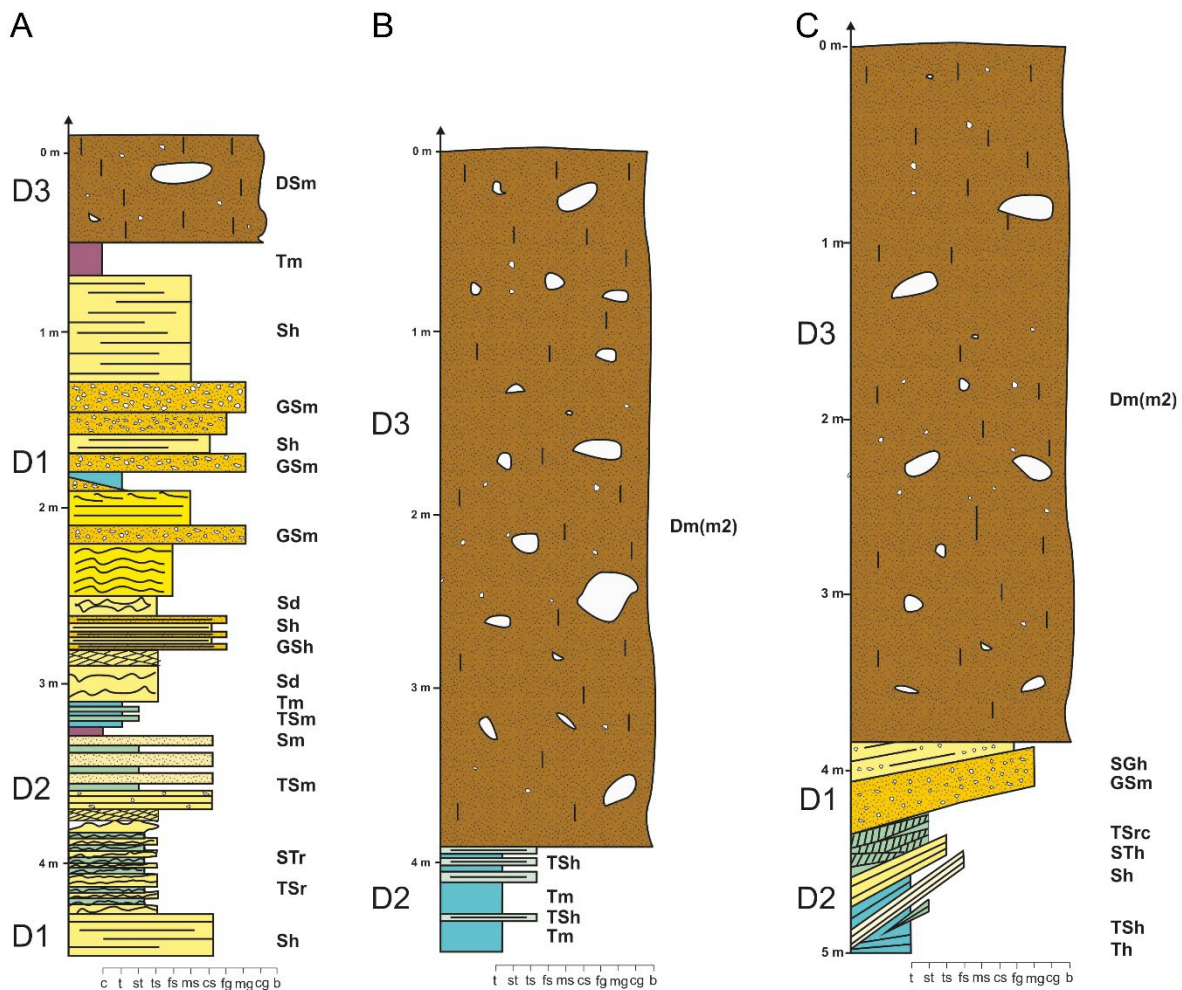 A
0 m
D3
DSm
Tm
1 m
Sh
GSm
Sh
D1
GSm
2 m
GSm
Sd
Sh
GSh
3 m
Sd
Tm
TSm
Sm
D2
TSm
4 m
STr
TSr
D1
Sh
c t st ts fs ms cs fg mg cg b
B
0 m
1 m
D3
2 m
Dm(m2)
3 m
4 m
TSh
D2
Tm
TSh
Tm
t st ts fs ms cs fg mg cg b
C
0 m
1 m
D3
Dm(m2)
2 m
3 m
4 m
SGh
D1
GSm
TSrc
STh
Sh
D2
TSh
5 m
Th
t st ts fs ms cs fg mg cg b